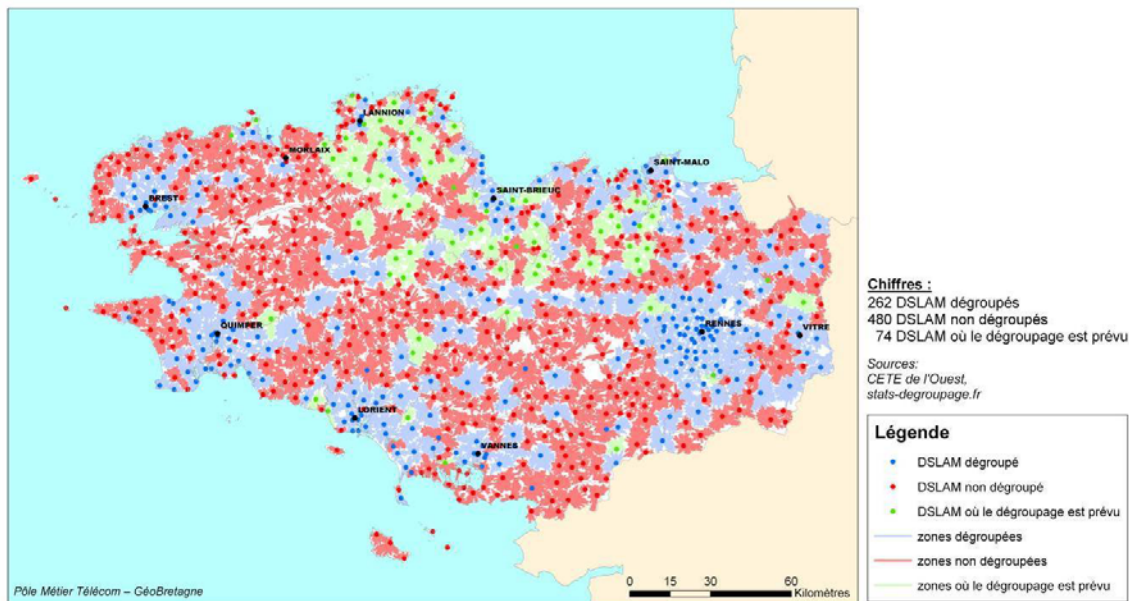 LANNION
MORLAIX
SAINT-MALO
BREST
SAINT-BRIEUC
QUIMPER
RENNES
VITRE
LORIENT
VANNES
Chiffres :
262 DSLAM dégroupés
480 DSLAM non dégroupés
74 DSLAM où le dégroupage est prévu
Sources:
CETE de l'Ouest,
stats-degroupage.fr
Légende
DSLAM dégroupé
DSLAM non dégroupé
DSLAM où le dégroupage est prévu
zones dégroupées
zones non dégroupées
zones où le dégroupage est prévu
0 15 30 60
Kilomètres
Pôle Métier Télécom – GéoBretagne